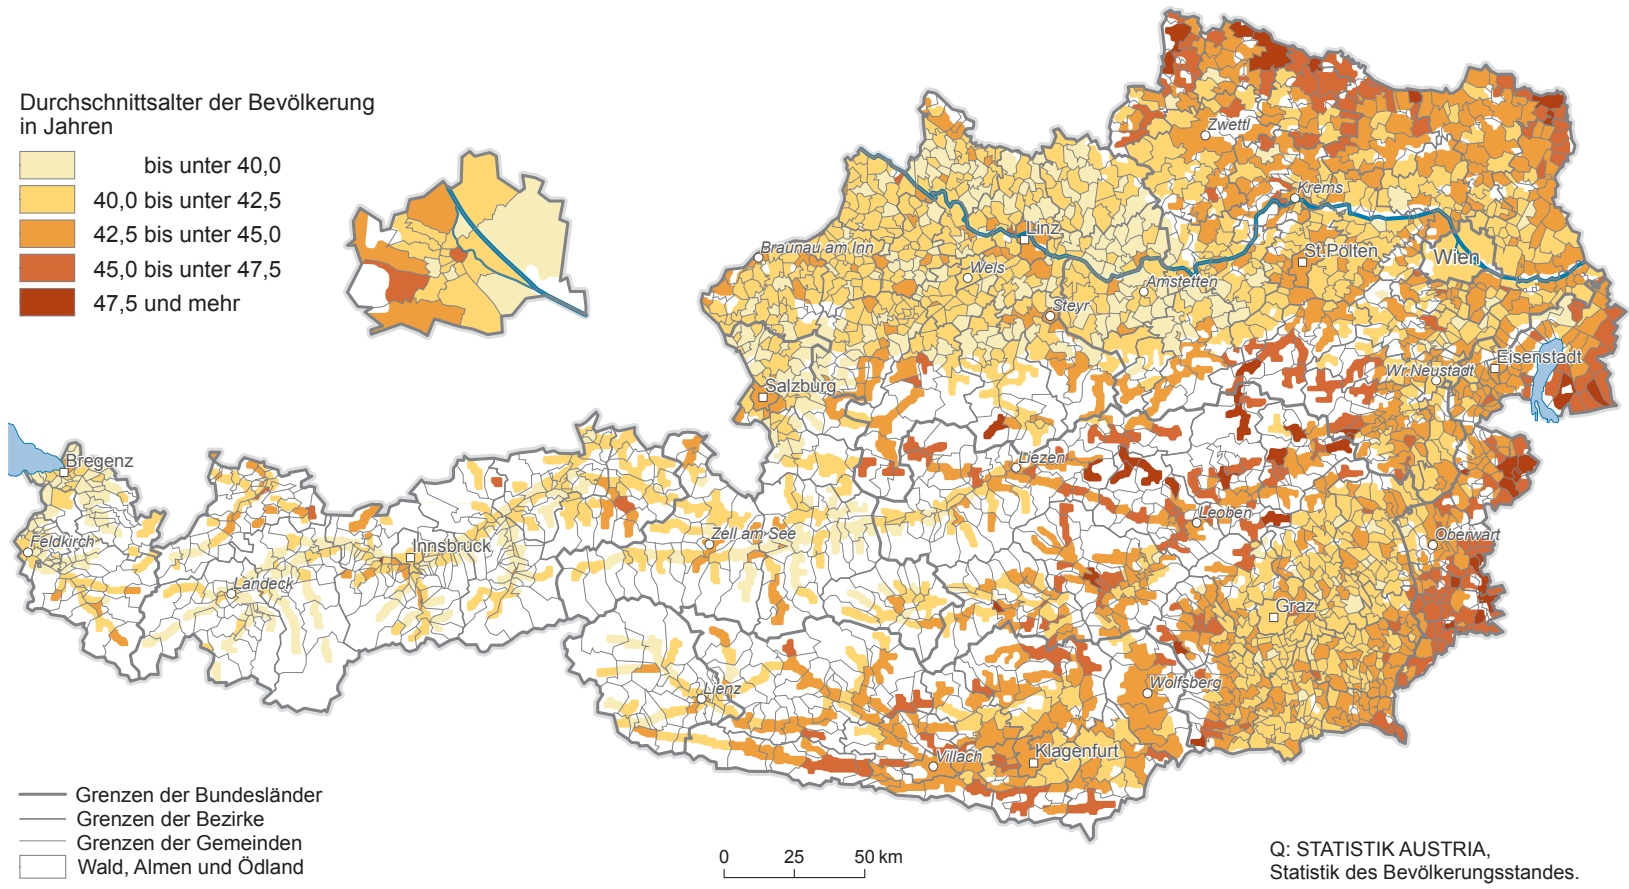 Durchschnittsalter der Bevölkerung
in Jahren
bis unter 40,0
40,0 bis unter 42,5
42,5 bis unter 45,0
45,0 bis unter 47,5
47,5 und mehr
Zwettl
Krems
Linz
Braunau am Inn
St.Pölten
Wien
Wels
Amstetten
Steyr
Eisenstadt
Wr.Neustadt
Salzburg
Bregenz
Liezen
Leoben
Feldkirch
Innsbruck
Zell am See
Oberwart
Landeck
Graz
Lienz
Wolfsberg
Villach
Klagenfurt
Grenzen der Bundesländer
Grenzen der Bezirke
Grenzen der Gemeinden
Wald, Almen und Ödland
0 25 50 km
Q: STATISTIK AUSTRIA,
Statistik des Bevölkerungsstandes.